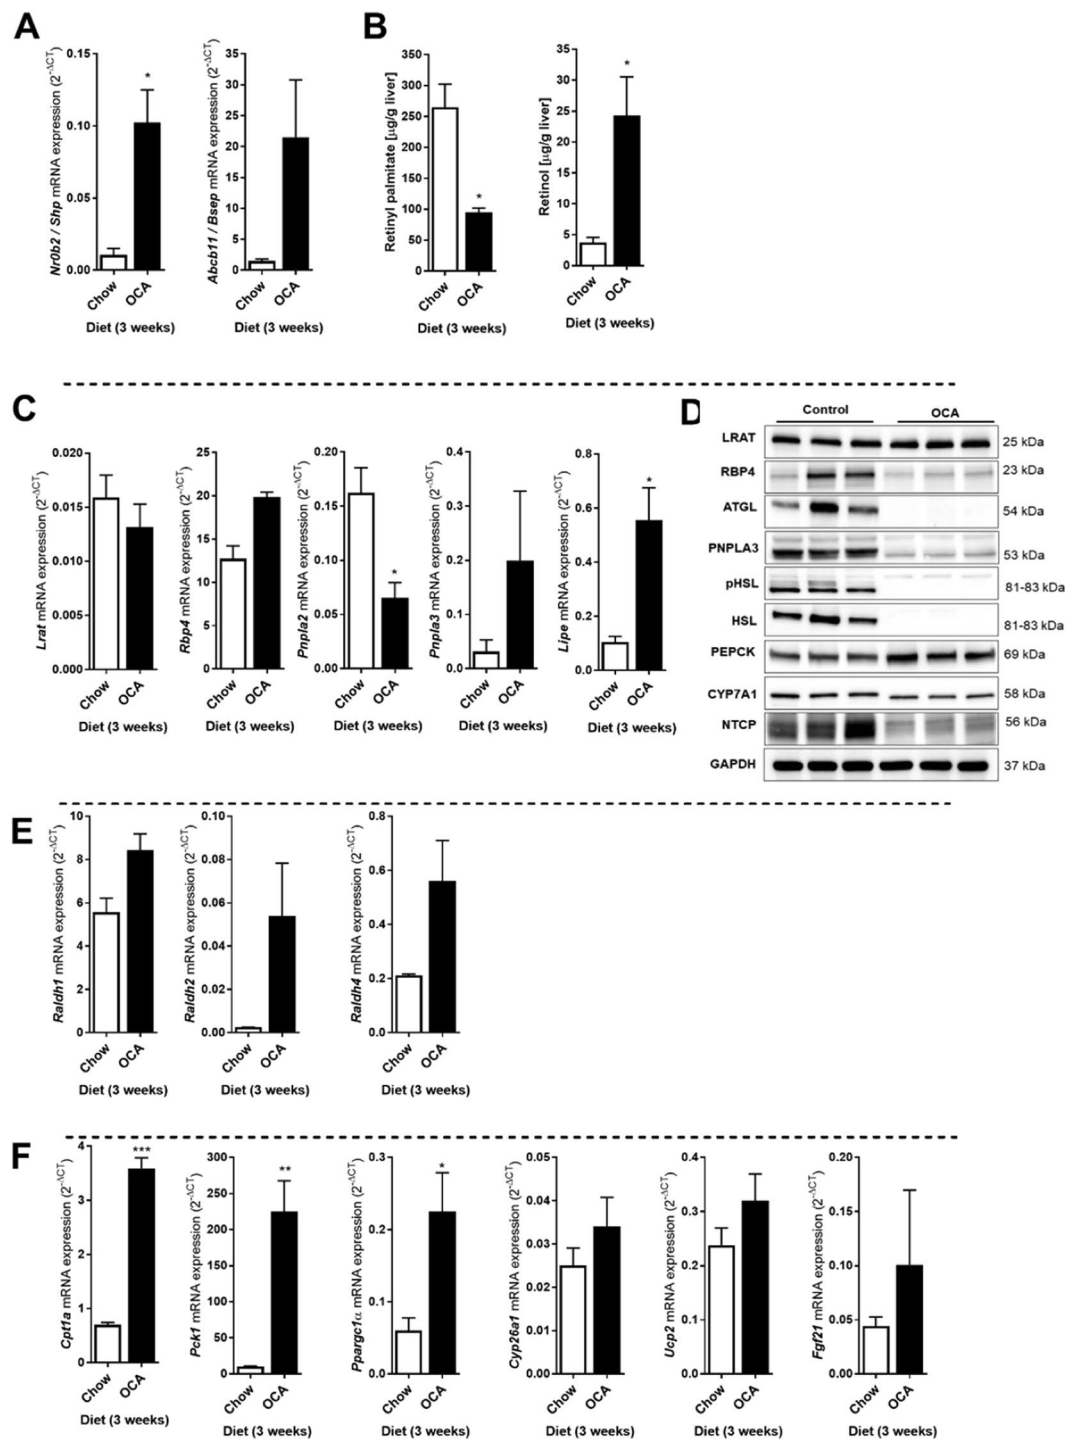 A
Nr0b2 / Shp mRNA expression (2⁻ΔCT)
0.15
0.10
0.05
0.00
*
Chow
OCA
Diet (3 weeks)
Abcb11 / Bsep mRNA expression (2⁻ΔCT)
35
30
25
20
15
10
5
0
Chow
OCA
Diet (3 weeks)
B
Retinyl palmitate [µg/g liver]
350
300
250
200
150
100
50
0
*
Chow
OCA
Diet (3 weeks)
Retinol [µg/g liver]
35
30
25
20
15
10
5
0
*
Chow
OCA
Diet (3 weeks)
C
Lrat mRNA expression (2⁻ΔCT)
0.020
0.015
0.010
0.005
0.000
Chow
OCA
Diet (3 weeks)
Rbp4 mRNA expression (2⁻ΔCT)
25
20
15
10
5
0
Chow
OCA
Diet (3 weeks)
Pnpla2 mRNA expression (2⁻ΔCT)
0.20
0.15
0.10
0.05
0.00
*
Chow
OCA
Diet (3 weeks)
Pnpla3 mRNA expression (2⁻ΔCT)
0.4
0.3
0.2
0.1
0.0
Chow
OCA
Diet (3 weeks)
Lipe mRNA expression (2⁻ΔCT)
0.8
0.6
0.4
0.2
0.0
*
Chow
OCA
Diet (3 weeks)
D
Control OCA
LRAT 25 kDa
RBP4 23 kDa
ATGL 54 kDa
PNPLA3 53 kDa
pHSL 81-83 kDa
HSL 81-83 kDa
PEPCK 69 kDa
CYP7A1 58 kDa
NTCP 56 kDa
GAPDH 37 kDa
E
Raldh1 mRNA expression (2⁻ΔCT)
10
8
6
4
2
0
Chow
OCA
Diet (3 weeks)
Raldh2 mRNA expression (2⁻ΔCT)
0.10
0.08
0.06
0.04
0.02
0.00
Chow
OCA
Diet (3 weeks)
Raldh4 mRNA expression (2⁻ΔCT)
0.8
0.6
0.4
0.2
0.0
Chow
OCA
Diet (3 weeks)
F
Cpt1a mRNA expression (2⁻ΔCT)
4
3
2
1
0
***
Chow
OCA
Diet (3 weeks)
Pck1 mRNA expression (2⁻ΔCT)
300
250
200
150
100
50
0
**
Chow
OCA
Diet (3 weeks)
Ppargc1α mRNA expression (2⁻ΔCT)
0.3
0.2
0.1
0.0
*
Chow
OCA
Diet (3 weeks)
Cyp26a1 mRNA expression (2⁻ΔCT)
0.05
0.04
0.03
0.02
0.01
0.00
Chow
OCA
Diet (3 weeks)
Ucp2 mRNA expression (2⁻ΔCT)
0.5
0.4
0.3
0.2
0.1
0.0
Chow
OCA
Diet (3 weeks)
Fgf21 mRNA expression (2⁻ΔCT)
0.20
0.15
0.10
0.05
0.00
Chow
OCA
Diet (3 weeks)